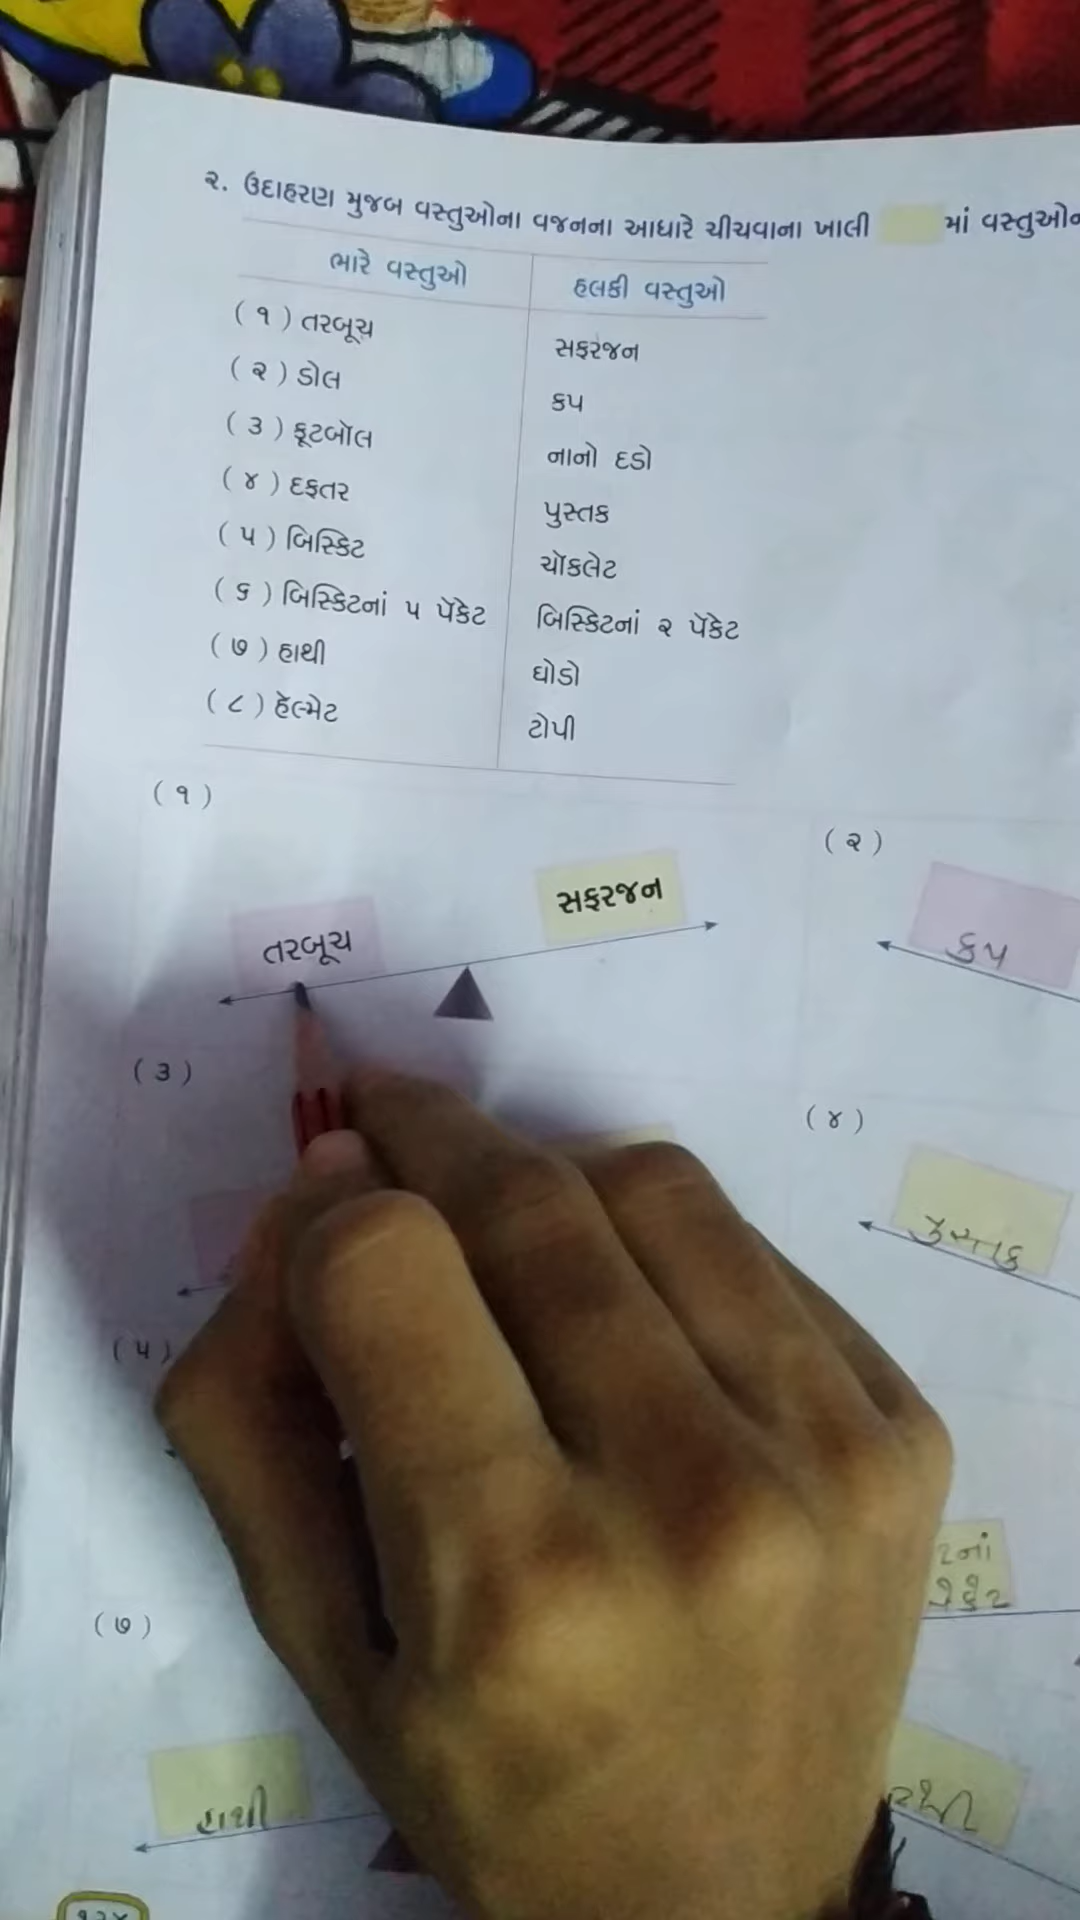 ૨. ઉદાહરણ મુજબ વસ્તુઓના વજનના આધારે ચીચવાના ખાલી માં વસ્તુઓન
ભારે વસ્તુઓ હલકી વસ્તુઓ
( ૧ ) તરબૂચ સફરજન
( ૨ ) ડોલ કપ
( ૩ ) ફૂટબૉલ નાનો દડો
( ૪ ) દફતર પુસ્તક
( ૫ ) બિસ્કિટ ચૉકલેટ
( ૬ ) બિસ્કિટનાં ૫ પૅકેટ બિસ્કિટનાં ૨ પૅકેટ
( ૭ ) હાથી ઘોડો
( ૮ ) હેલ્મેટ ટોપી
( ૧ )
તરબૂચ સફરજન
( ૨ )
કપ
( ૩ )
( ૪ )
( ૫ )
ટનાં
( ૭ )
હાથી